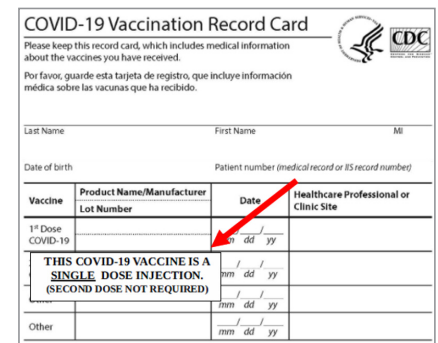 COVID-19 Vaccination Record Card
Please keep this record card, which includes medical information
about the vaccines you have received.
Por favor, guarde esta tarjeta de registro, que incluye información
médica sobre las vacunas que ha recibido.
CDC
Last Name First Name MI
Date of birth Patient number (medical record or IIS record number)
Vaccine Product Name/Manufacturer Date Healthcare Professional or
Lot Number Clinic Site
1st Dose
COVID-19
dd yy
THIS COVID-19 VACCINE IS A
SINGLE DOSE INJECTION.
(SECOND DOSE NOT REQUIRED)
mm dd yy
mm dd yy
Other
mm dd yy